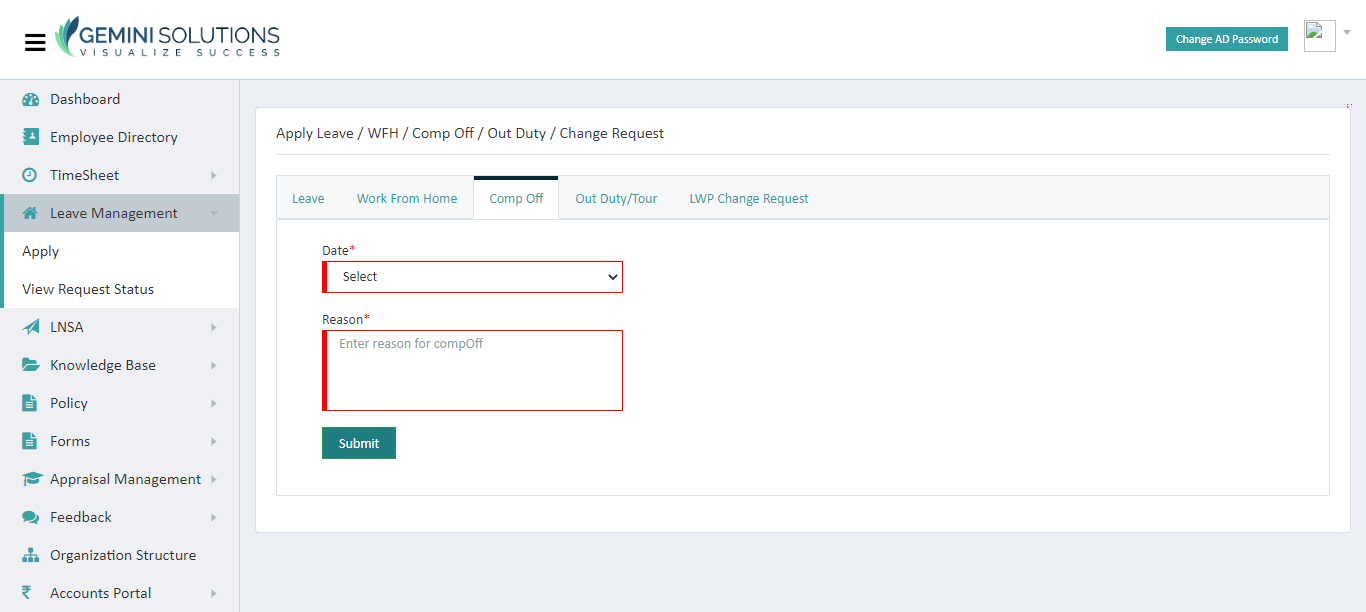 GEMINI SOLUTIONS
VISUALIZE SUCCESS
Change AD Password
Dashboard
Employee Directory
TimeSheet
Leave Management
Apply
View Request Status
LNSA
Knowledge Base
Policy
Forms
Appraisal Management
Feedback
Organization Structure
₹ Accounts Portal
Apply Leave / WFH / Comp Off / Out Duty / Change Request
Leave Work From Home Comp Off Out Duty/Tour LWP Change Request
Date*
Select
Reason*
Enter reason for compOff
Submit